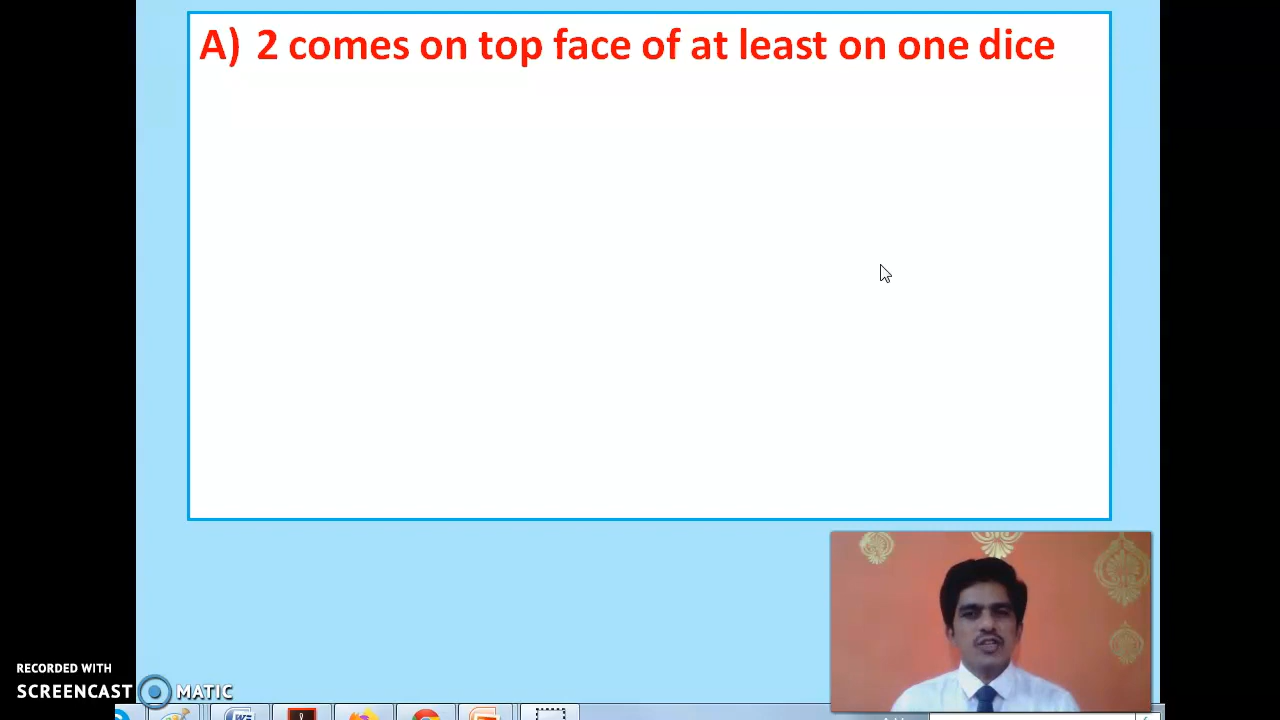 A) 2 comes on top face of at least on one dice
RECORDED WITH
SCREENCAST MATIC